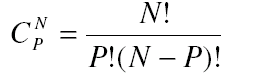 C_P^N = N! / P!(N − P)!